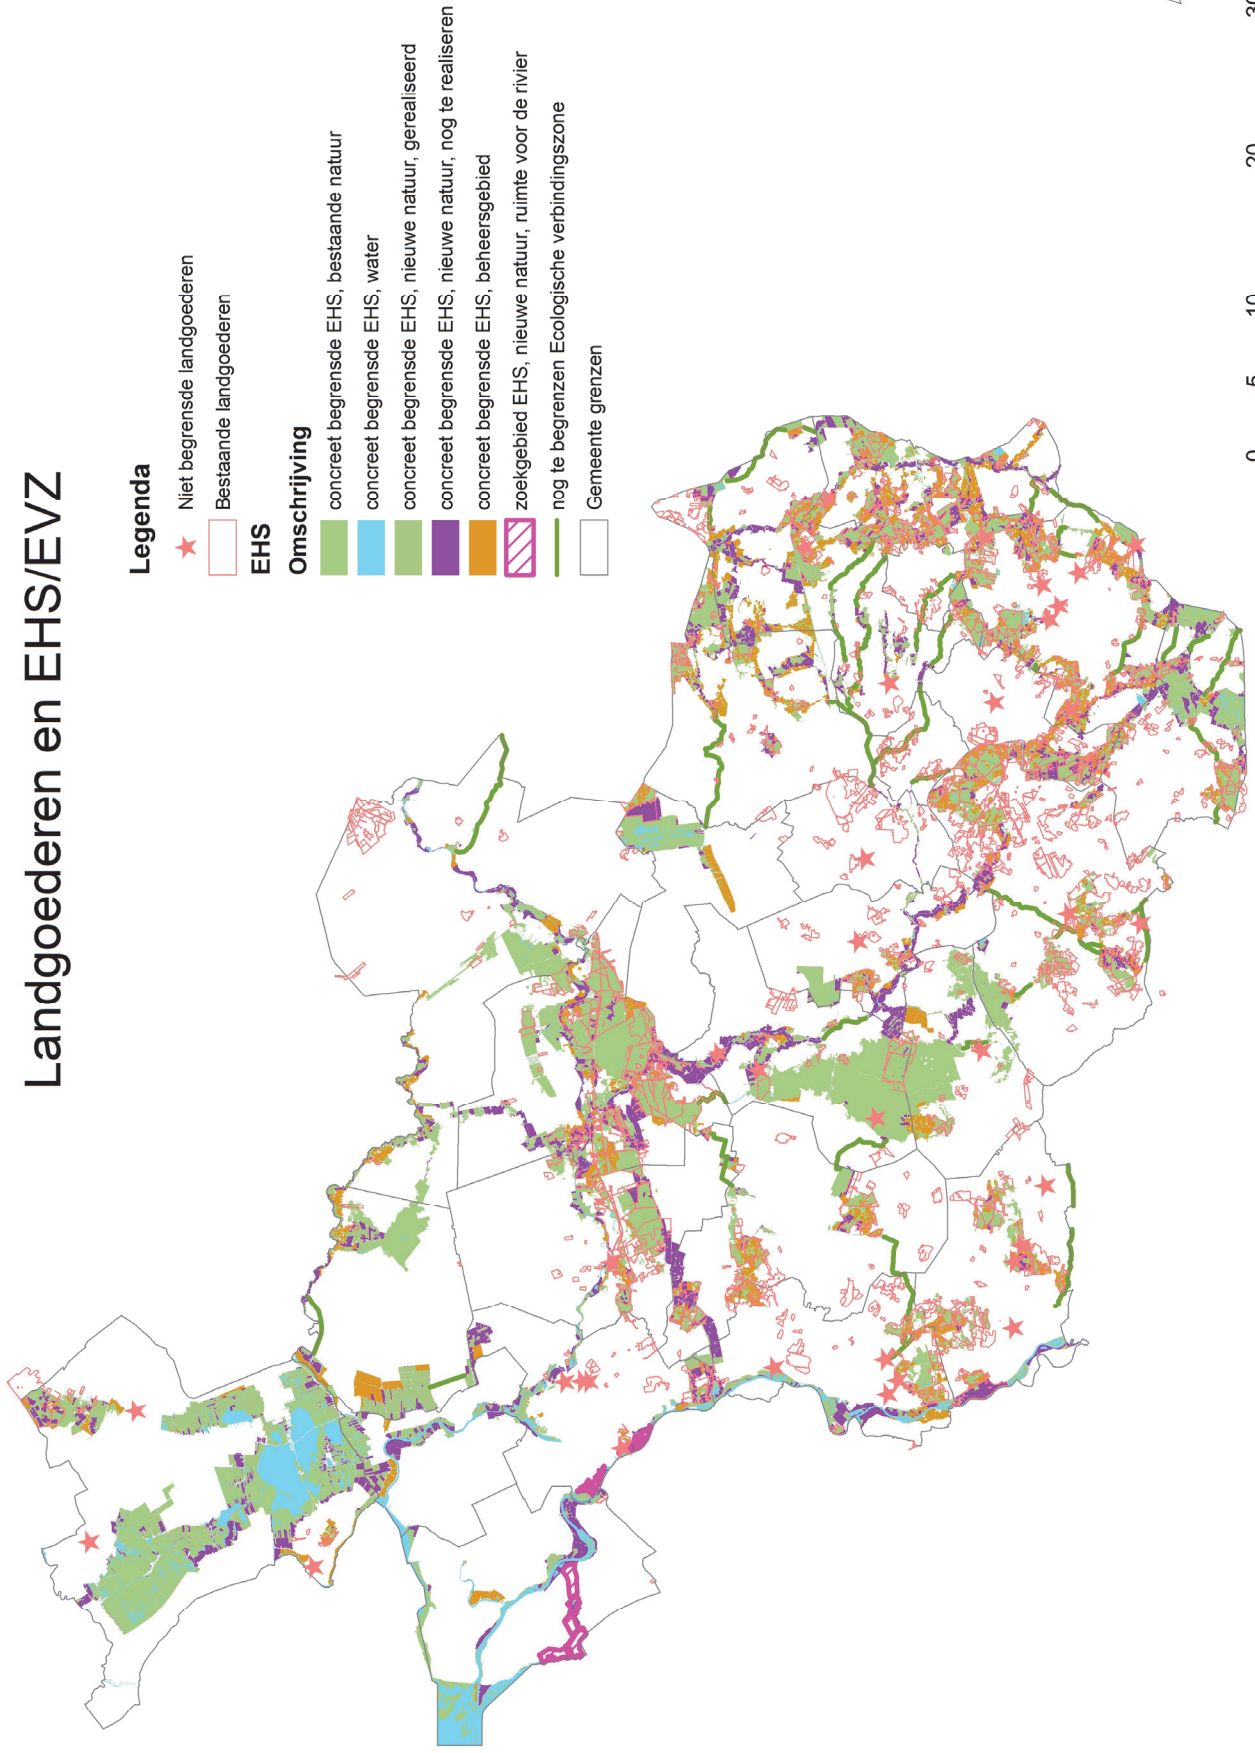 Landgoederen en EHS/EVZ
Legenda
Niet begrensde landgoederen
Bestaande landgoederen
EHS
Omschrijving
concreet begrensde EHS, bestaande natuur
concreet begrensde EHS, water
concreet begrensde EHS, nieuwe natuur, gerealiseerd
concreet begrensde EHS, nieuwe natuur, nog te realiseren
concreet begrensde EHS, beheersgebied
zoekgebied EHS, nieuwe natuur, ruimte voor de rivier
nog te begrenzen Ecologische verbindingszone
Gemeente grenzen
0 5 10 20 30